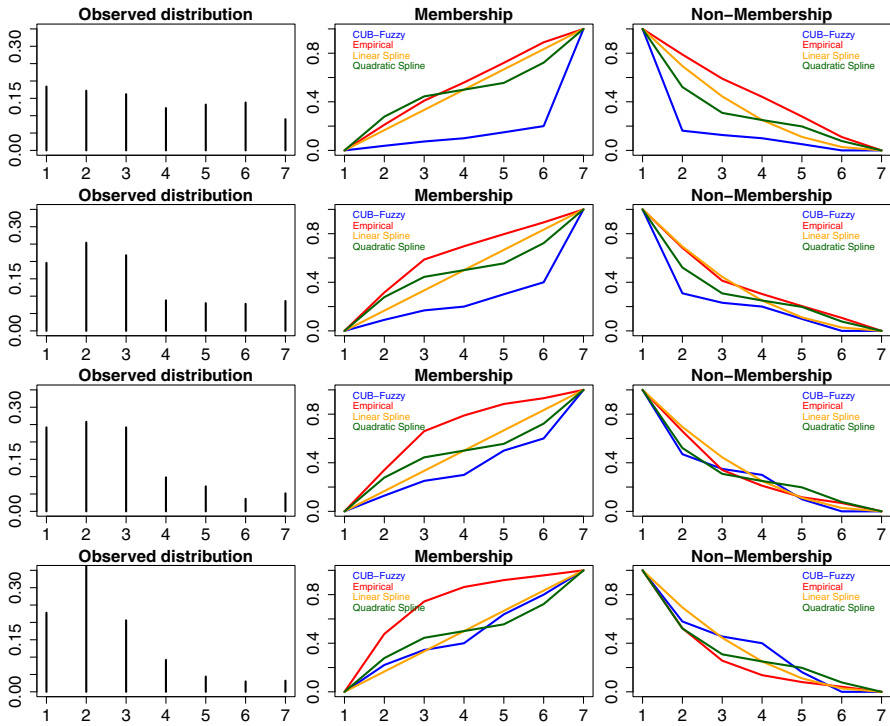 Observed distribution
0.00 0.15 0.30
1 2 3 4 5 6 7
Membership
CUB−Fuzzy
Empirical
Linear Spline
Quadratic Spline
0.0 0.4 0.8
1 2 3 4 5 6 7
Non−Membership
CUB−Fuzzy
Empirical
Linear Spline
Quadratic Spline
0.0 0.4 0.8
1 2 3 4 5 6 7
Observed distribution
0.00 0.15 0.30
1 2 3 4 5 6 7
Membership
CUB−Fuzzy
Empirical
Linear Spline
Quadratic Spline
0.0 0.4 0.8
1 2 3 4 5 6 7
Non−Membership
CUB−Fuzzy
Empirical
Linear Spline
Quadratic Spline
0.0 0.4 0.8
1 2 3 4 5 6 7
Observed distribution
0.00 0.15 0.30
1 2 3 4 5 6 7
Membership
CUB−Fuzzy
Empirical
Linear Spline
Quadratic Spline
0.0 0.4 0.8
1 2 3 4 5 6 7
Non−Membership
CUB−Fuzzy
Empirical
Linear Spline
Quadratic Spline
0.0 0.4 0.8
1 2 3 4 5 6 7
Observed distribution
0.00 0.15 0.30
1 2 3 4 5 6 7
Membership
CUB−Fuzzy
Empirical
Linear Spline
Quadratic Spline
0.0 0.4 0.8
1 2 3 4 5 6 7
Non−Membership
CUB−Fuzzy
Empirical
Linear Spline
Quadratic Spline
0.0 0.4 0.8
1 2 3 4 5 6 7